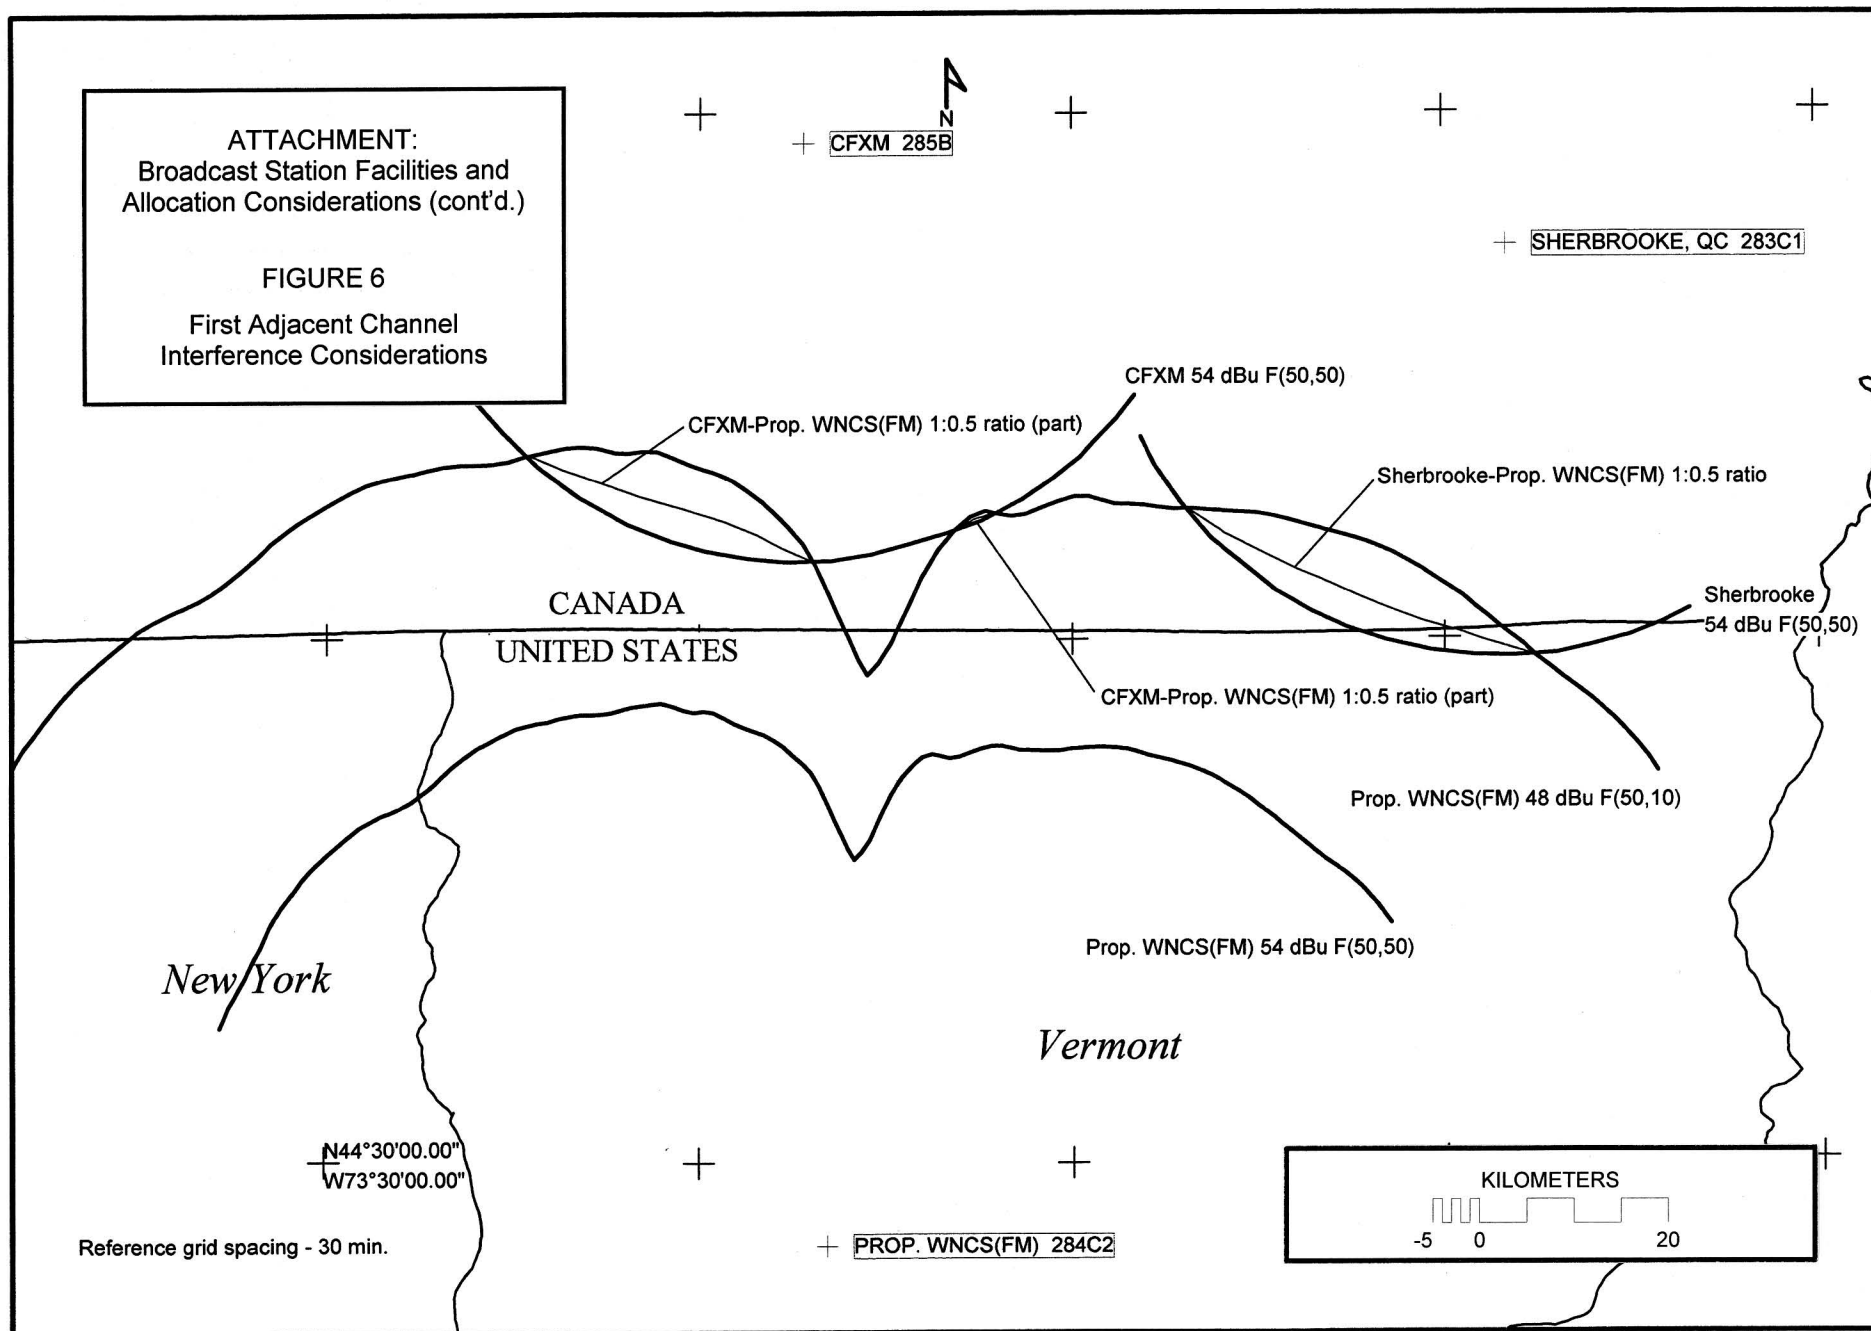 ATTACHMENT:
Broadcast Station Facilities and
Allocation Considerations (cont'd.)
FIGURE 6
First Adjacent Channel
Interference Considerations
N
CFXM 285B
SHERBROOKE, QC 283C1
CFXM 54 dBu F(50,50)
CFXM-Prop. WNCS(FM) 1:0.5 ratio (part)
Sherbrooke-Prop. WNCS(FM) 1:0.5 ratio
CANADA
UNITED STATES
Sherbrooke
54 dBu F(50,50)
CFXM-Prop. WNCS(FM) 1:0.5 ratio (part)
Prop. WNCS(FM) 48 dBu F(50,10)
Prop. WNCS(FM) 54 dBu F(50,50)
New York
Vermont
N44°30'00.00"
W73°30'00.00"
KILOMETERS
-5 0 20
Reference grid spacing - 30 min.
PROP. WNCS(FM) 284C2